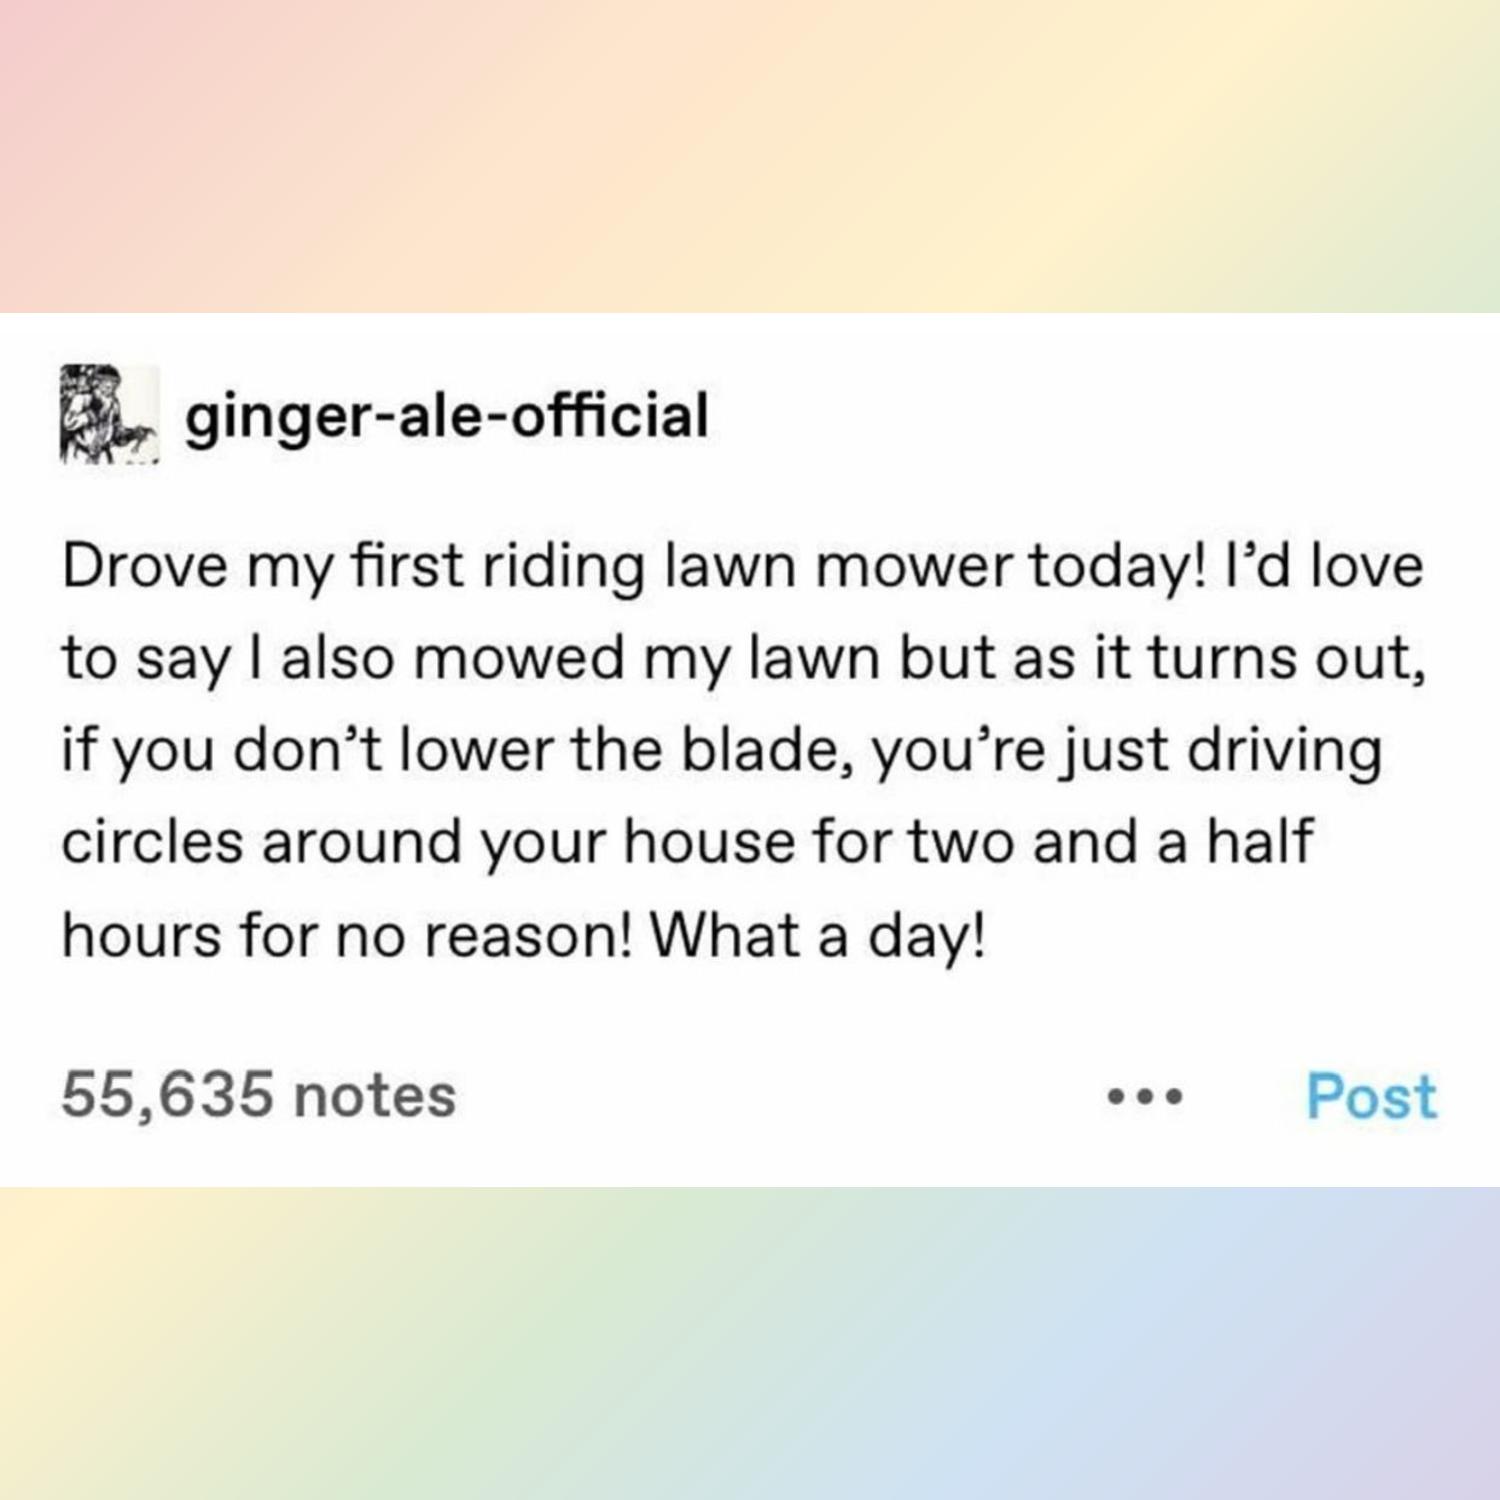 ginger-ale-official
Drove my first riding lawn mower today! I’d love
to say I also mowed my lawn but as it turns out,
if you don’t lower the blade, you’re just driving
circles around your house for two and a half
hours for no reason! What a day!
55,635 notes ••• Post